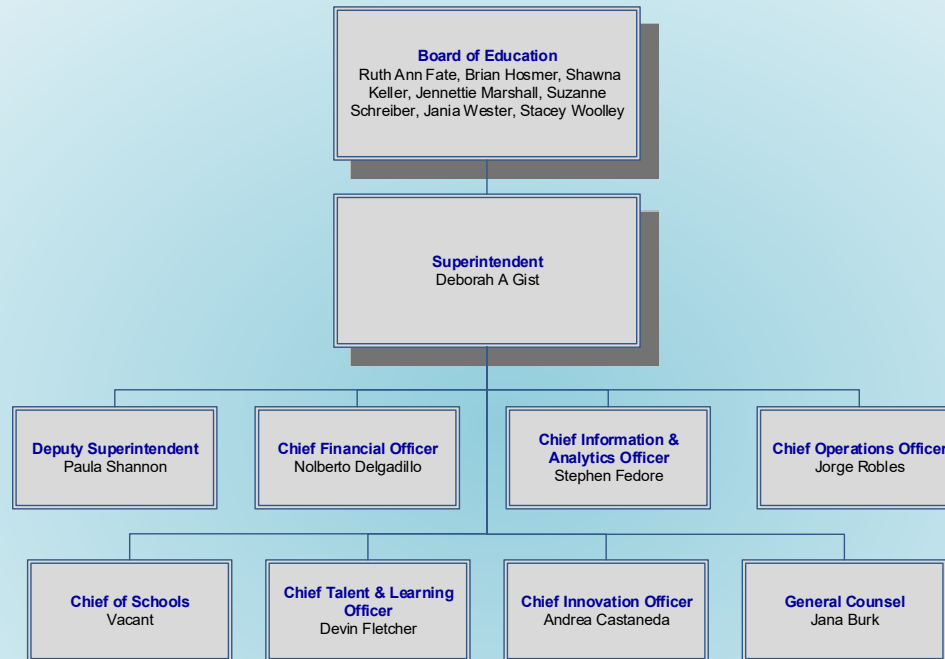 Board of Education
Ruth Ann Fate, Brian Hosmer, Shawna
Keller, Jennettie Marshall, Suzanne
Schreiber, Jania Wester, Stacey Woolley
Superintendent
Deborah A Gist
Deputy Superintendent
Paula Shannon
Chief Financial Officer
Nolberto Delgadillo
Chief Information &
Analytics Officer
Stephen Fedore
Chief Operations Officer
Jorge Robles
Chief of Schools
Vacant
Chief Talent & Learning
Officer
Devin Fletcher
Chief Innovation Officer
Andrea Castaneda
General Counsel
Jana Burk